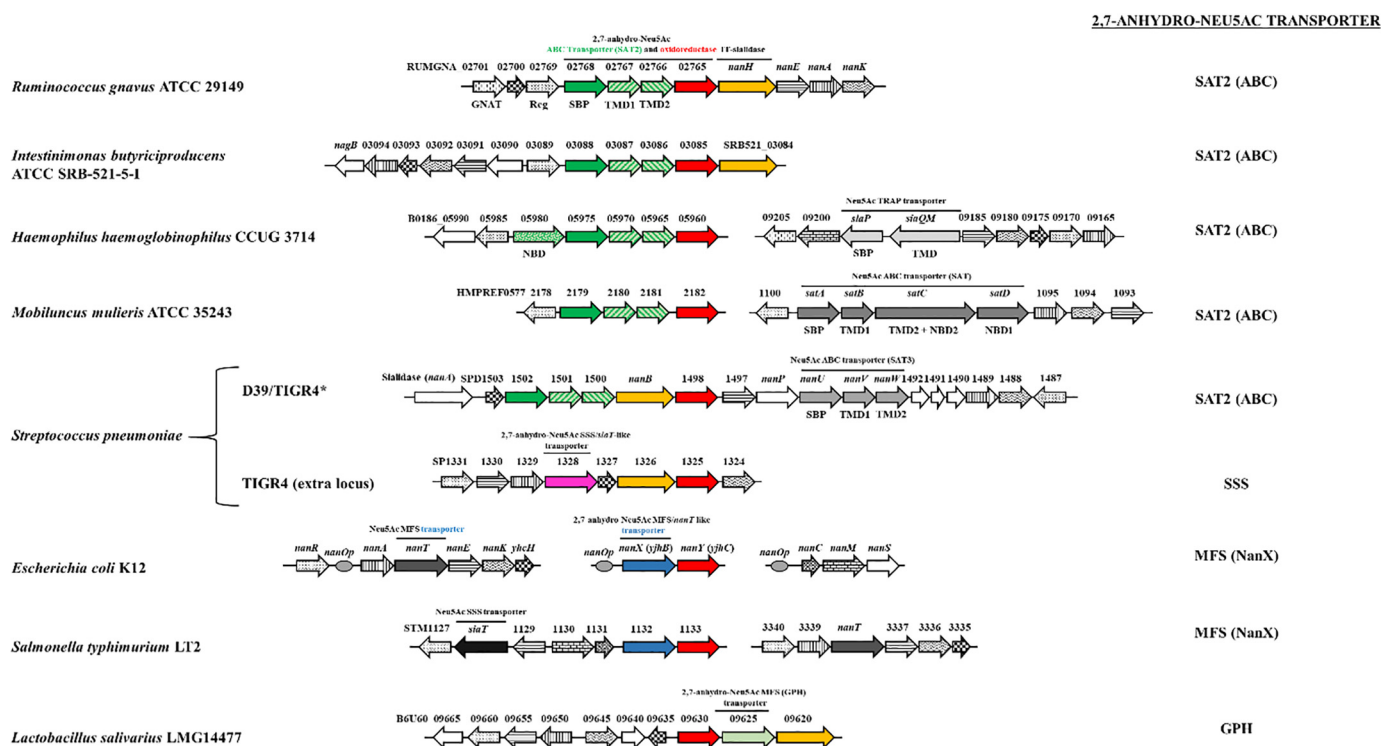 2,7-ANHYDRO-NEU5AC TRANSPORTER
2,7-anhydro-Neu5Ac
ABC Transporter (SAT2) and oxidoreductase IT-sialidase
RUMGNA 02701 02700 02769 02768 02767 02766 02765 nanH nanE nanA nanK
Ruminococcus gnavus ATCC 29149
SAT2 (ABC)
GNAT Reg SBP TMD1 TMD2
nagB 03094 03093 03092 03091 03090 03089 03088 03087 03086 03085 SRB521_03084
Intestinimonas butyriciproducens
ATCC SRB-521-5-I
SAT2 (ABC)
Neu5Ac TRAP transporter
B0186_05990 05985 05980 05975 05970 05965 05960 09205 09200 siaP siaQM 09185 09180 09175 09170 09165
Haemophilus haemoglobinophilus CCUG 3714
SAT2 (ABC)
NBD SBP TMD
Neu5Ac ABC transporter (SAT)
HMPREF0577 2178 2179 2180 2181 2182 1100 satA satB satC satD 1095 1094 1093
Mobiluncus mulieris ATCC 35243
SAT2 (ABC)
SBP TMD1 TMD2 + NBD2 NBD1
Neu5Ac ABC transporter (SAT3)
Sialidase (nanA) SPD1503 1502 1501 1500 nanB 1498 1497 nanP nanU nanV nanW 1492 1491 1490 1489 1488 1487
D39/TIGR4*
SAT2 (ABC)
SBP TMD1 TMD2
Streptococcus pneumoniae
2,7-anhydro-Neu5Ac SSS/siaT-like
transporter
SP1331 1330 1329 1328 1327 1326 1325 1324
TIGR4 (extra locus)
SSS
Neu5Ac MFS transporter
2,7 anhydro Neu5Ac MFS/nanT like
transporter
nanR nanOp nanA nanT nanE nanK yhcH nanOp nanX (yjhB) nanY (yjhC) nanOp nanC nanM nanS
Escherichia coli K12
MFS (NanX)
Neu5Ac SSS transporter
STM1127 siaT 1129 1130 1131 1132 1133 3340 3339 nanT 3337 3336 3335
Salmonella typhimurium LT2
MFS (NanX)
2,7-anhydro-Neu5Ac MFS (GPH)
transporter
B6U60 09665 09660 09655 09650 09645 09640 09635 09630 09625 09620
Lactobacillus salivarius LMG14477
GPH